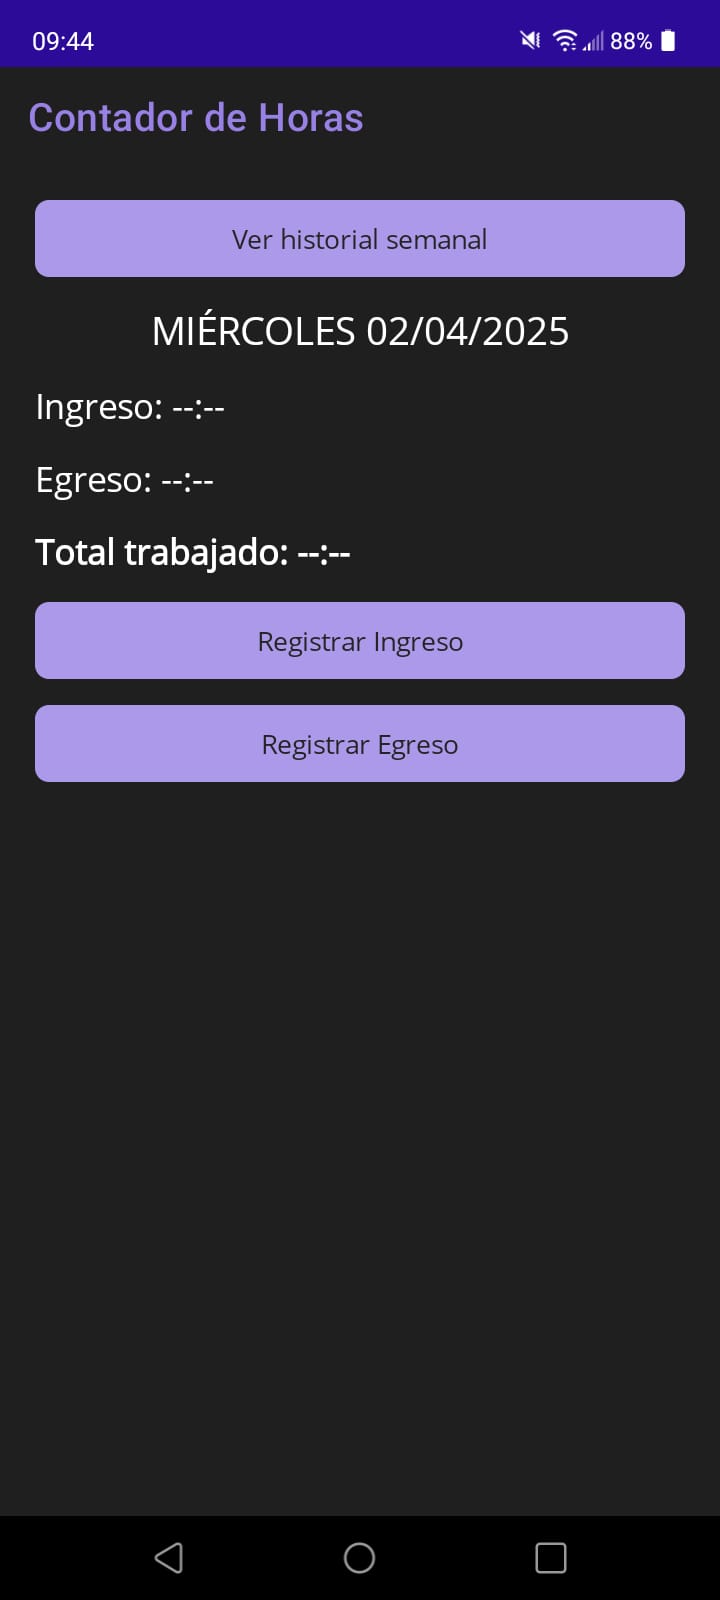 09:44
88%
Contador de Horas
Ver historial semanal
MIÉRCOLES 02/04/2025
Ingreso: --:--
Egreso: --:--
Total trabajado: --:--
Registrar Ingreso
Registrar Egreso